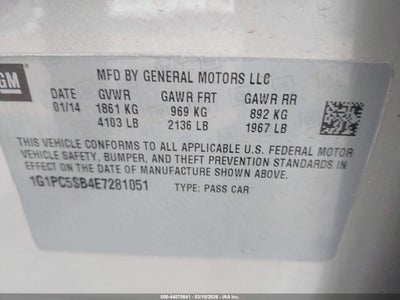 GM
MFD BY GENERAL MOTORS LLC
DATE GVWR GAWR FRT GAWR RR
01/14 1861 KG 969 KG 892 KG
4103 LB 2136 LB 1967 LB
THIS VEHICLE CONFORMS TO ALL APPLICABLE U.S. FEDERAL MOTOR
VEHICLE SAFETY, BUMPER, AND THEFT PREVENTION STANDARDS
IN EFFECT ON THE DATE OF MANUFACTURE SHOWN ABOVE.
1G1PC5SB4E7281051 TYPE: PASS CAR